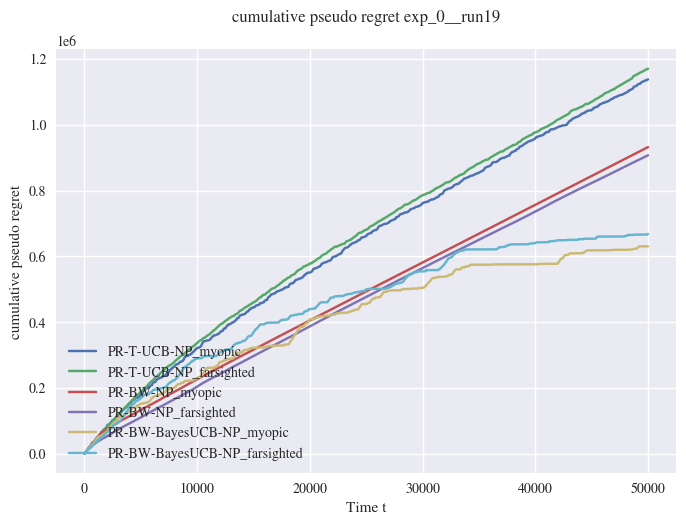 cumulative pseudo regret exp_0__run19
1e6
1.2
1.0
0.8
0.6
0.4
0.2
0.0
cumulative pseudo regret
PR-T-UCB-NP_myopic
PR-T-UCB-NP_farsighted
PR-BW-NP_myopic
PR-BW-NP_farsighted
PR-BW-BayesUCB-NP_myopic
PR-BW-BayesUCB-NP_farsighted
0 10000 20000 30000 40000 50000
Time t